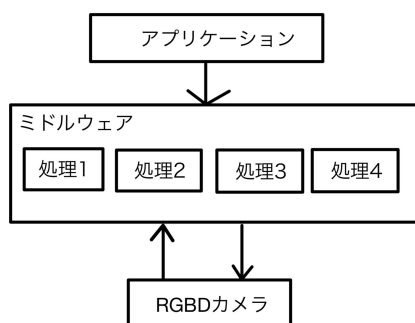 アプリケーション
ミドルウェア
処理1
処理2
処理3
処理4
RGBDカメラ